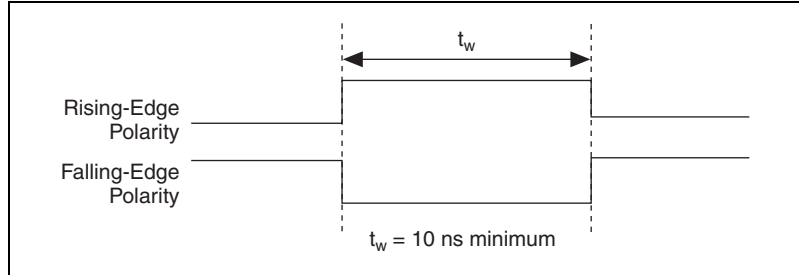 t_w
Rising-Edge
Polarity
Falling-Edge
Polarity
t_w = 10 ns minimum